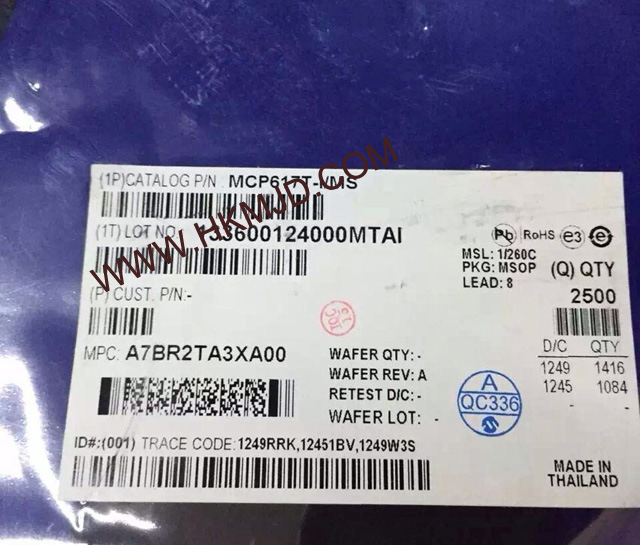 (1P)CATALOG P/N : MCP617T-I/MS
(1T) LOT NO
33600124000MTAI
Pb RoHS e3 e
MSL: 1/260C
PKG: MSOP
LEAD: 8
(Q) QTY
2500
(P) CUST. P/N:-
D/C QTY
1249 1416
1245 1084
- -
MPC: A7BR2TA3XA00
WAFER QTY: -
WAFER REV: A
RETEST D/C: -
WAFER LOT: -
A
QC336
ID#:(001) TRACE CODE: 1249RRK,12451BV,1249W3S
MADE IN
THAILAND
WWW.HKMJD.COM